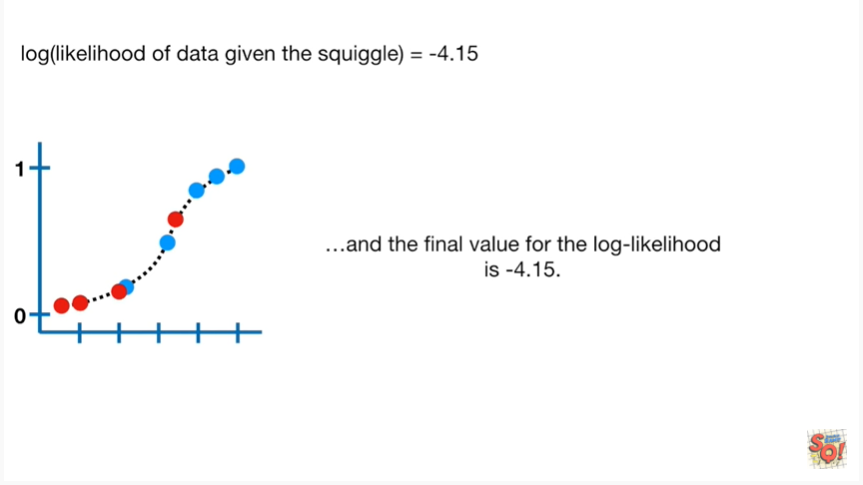 log(likelihood of data given the squiggle) = -4.15
1
0
…and the final value for the log-likelihood
is -4.15.
SQ!